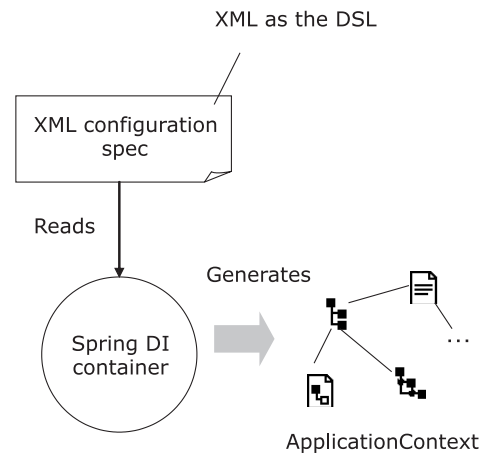 XML as the DSL
XML configuration
spec
Reads
Generates
Spring DI
container
...
ApplicationContext